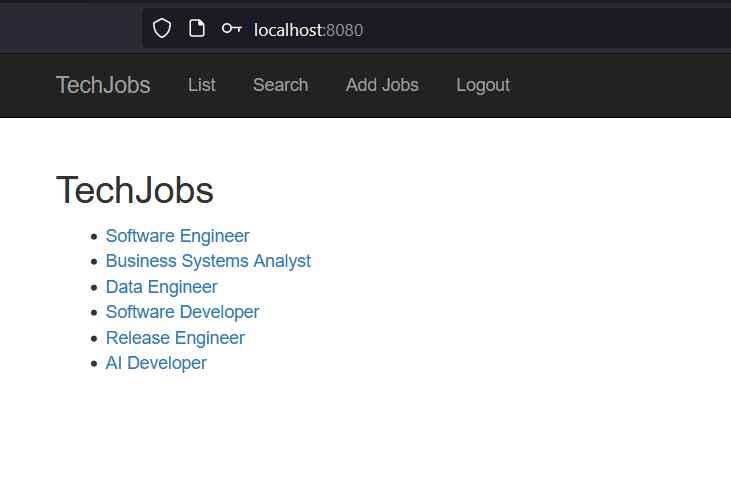 localhost:8080
TechJobs List Search Add Jobs Logout
TechJobs
Software Engineer
Business Systems Analyst
Data Engineer
Software Developer
Release Engineer
AI Developer